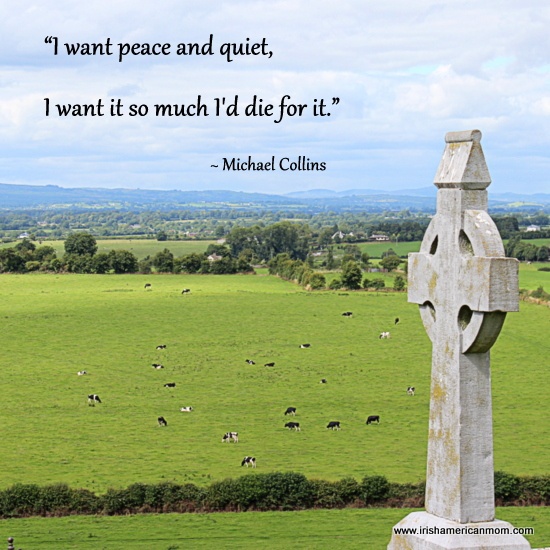 “I want peace and quiet,
I want it so much I'd die for it.”
~ Michael Collins
www.irishamericanmom.com